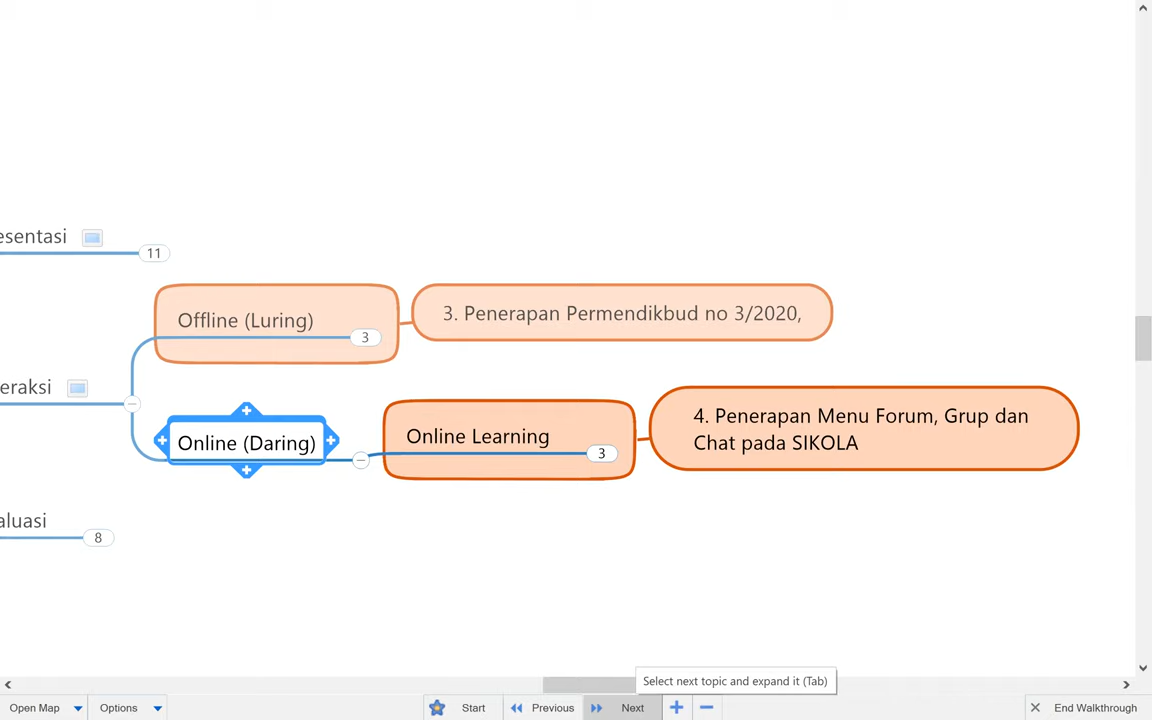 esentasi
11
Offline (Luring)
3
3. Penerapan Permendikbud no 3/2020,
eraksi
Online (Daring)
Online Learning
3
4. Penerapan Menu Forum, Grup dan
Chat pada SIKOLA
aluasi
8
Select next topic and expand it (Tab)
Open Map
Options
Start
Previous
Next
End Walkthrough